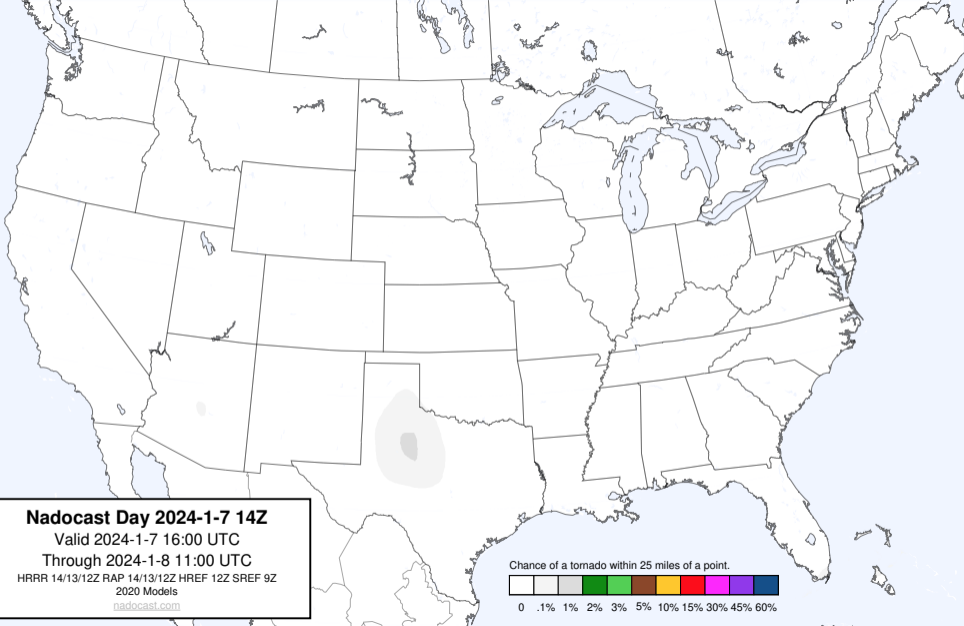 Nadocast Day 2024-1-7 14Z
Valid 2024-1-7 16:00 UTC
Through 2024-1-8 11:00 UTC
HRRR 14/13/12Z RAP 14/13/12Z HREF 12Z SREF 9Z
2020 Models
nadocast.com
Chance of a tornado within 25 miles of a point.
0 .1% 1% 2% 3% 5% 10% 15% 30% 45% 60%